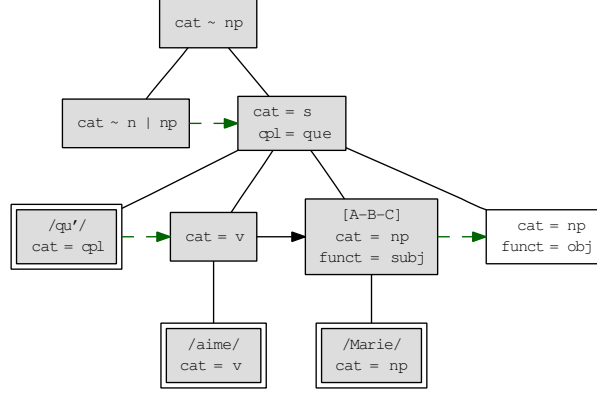 cat ~ np
cat ~ n | np
cat = s
cpl = que
/qu’/
cat = cpl
cat = v
[A-B-C]
cat = np
funct = subj
cat = np
funct = obj
/aime/
cat = v
/Marie/
cat = np